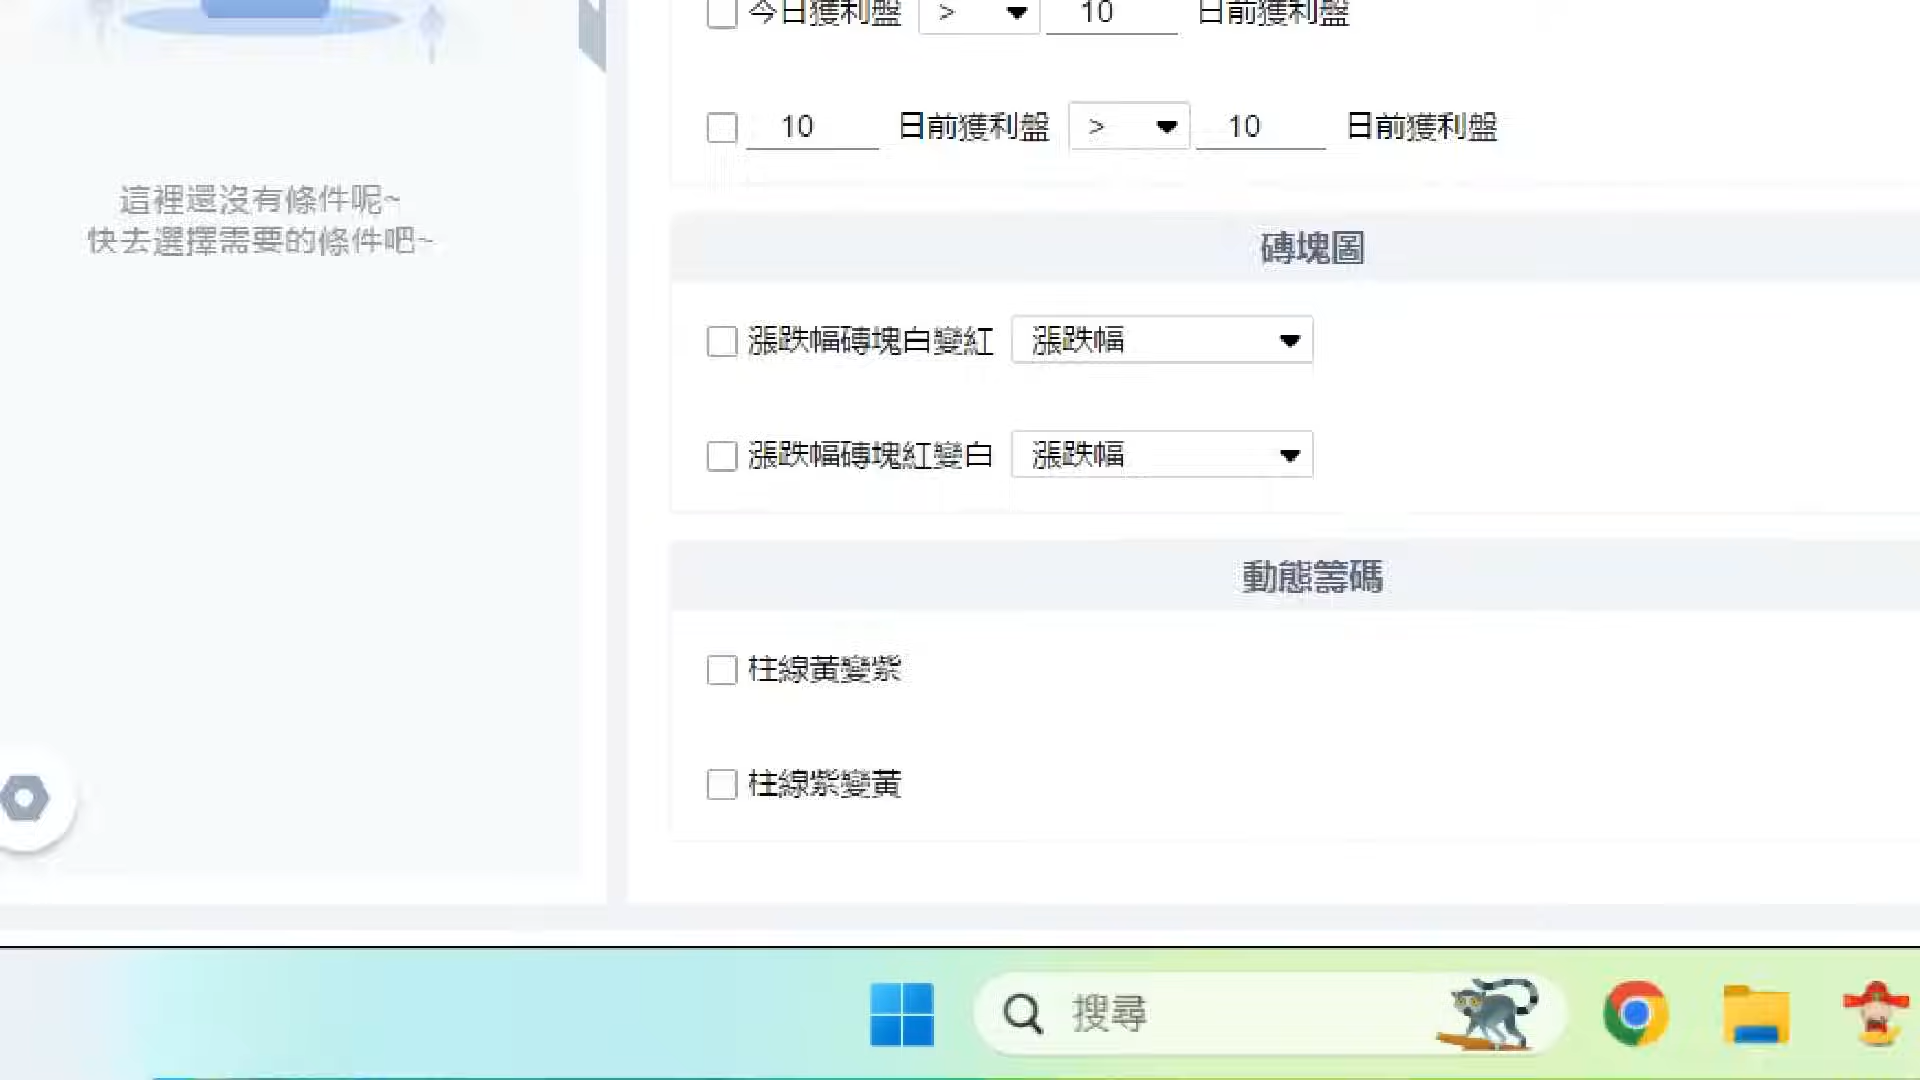 今日獲利盤 > 10 日前獲利盤
10 日前獲利盤 > 10 日前獲利盤
這裡還沒有條件呢~
快去選擇需要的條件吧~
磚塊圖
漲跌幅磚塊白變紅 漲跌幅
漲跌幅磚塊紅變白 漲跌幅
動態籌碼
柱線黃變紫
柱線紫變黃
搜尋